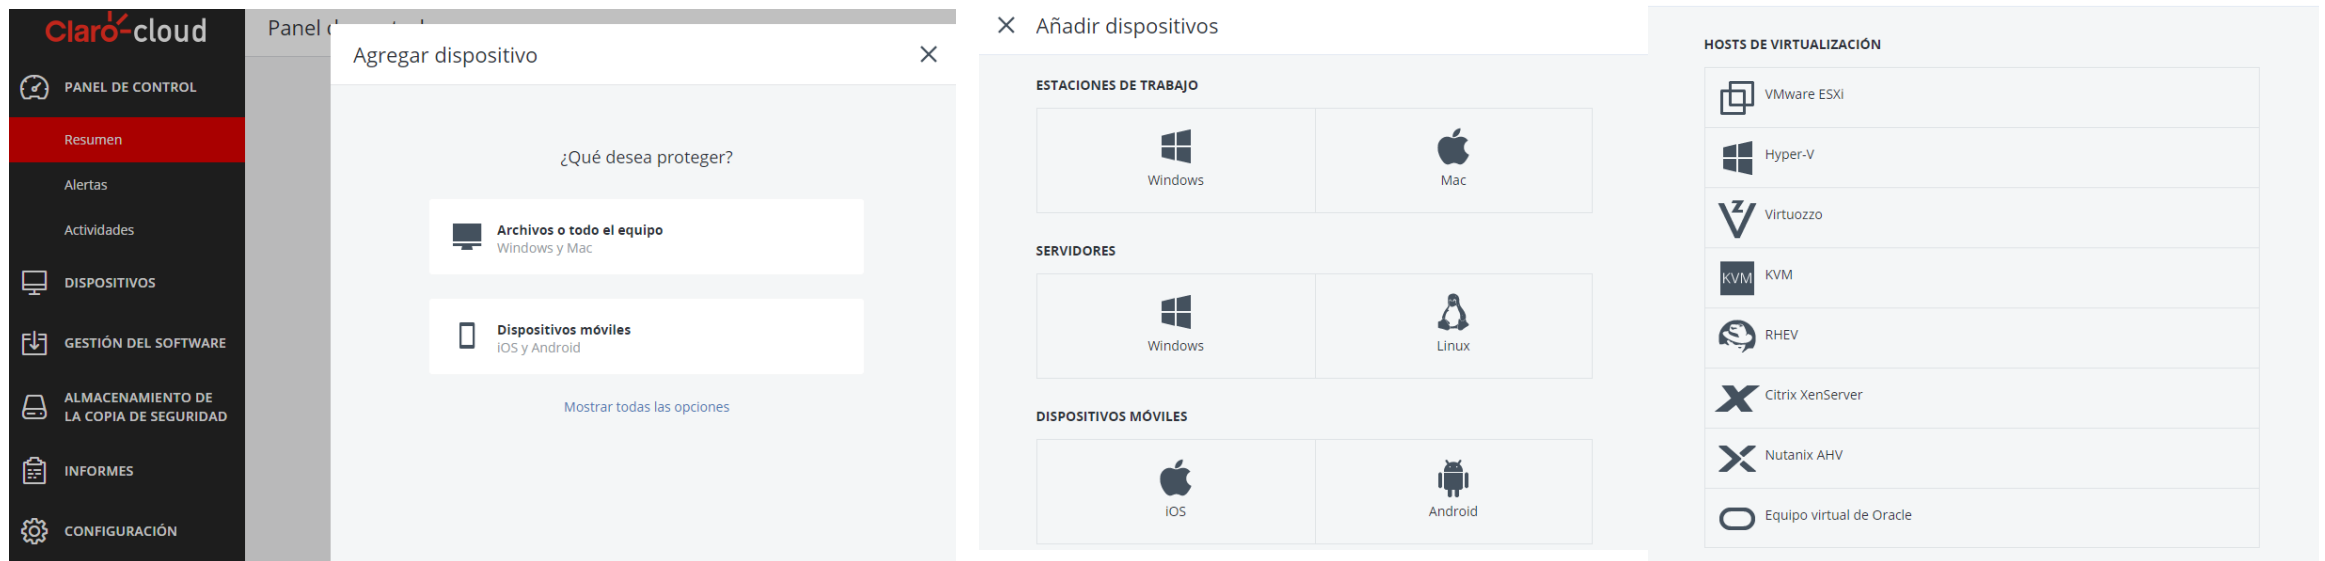 Claro-cloud
PANEL DE CONTROL
Resumen
Alertas
Actividades
DISPOSITIVOS
GESTIÓN DEL SOFTWARE
ALMACENAMIENTO DE
LA COPIA DE SEGURIDAD
INFORMES
CONFIGURACIÓN
Panel
Agregar dispositivo
¿Qué desea proteger?
Archivos o todo el equipo
Windows y Mac
Dispositivos móviles
iOS y Android
Mostrar todas las opciones
Añadir dispositivos
ESTACIONES DE TRABAJO
Windows
Mac
SERVIDORES
Windows
Linux
DISPOSITIVOS MÓVILES
iOS
Android
HOSTS DE VIRTUALIZACIÓN
VMware ESXi
Hyper-V
Virtuozzo
KVM
KVM
RHEV
Citrix XenServer
Nutanix AHV
Equipo virtual de Oracle